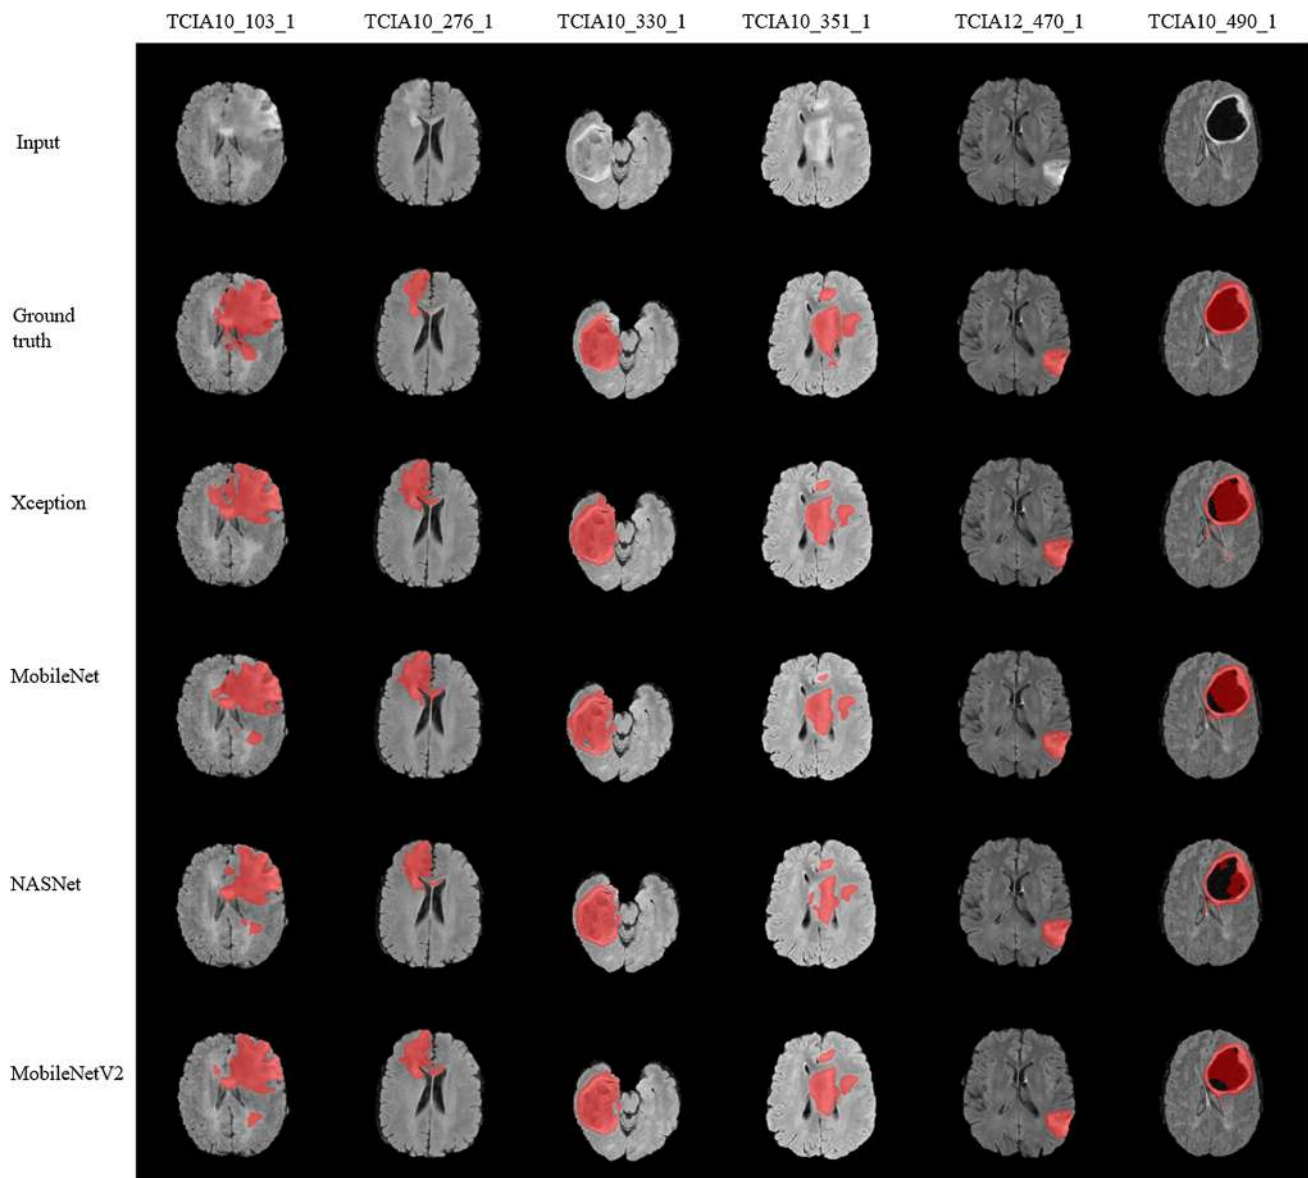 TCIA10_103_1 TCIA10_276_1 TCIA10_330_1 TCIA10_351_1 TCIA12_470_1 TCIA10_490_1
Input
Ground
truth
Xception
MobileNet
NASNet
MobileNetV2